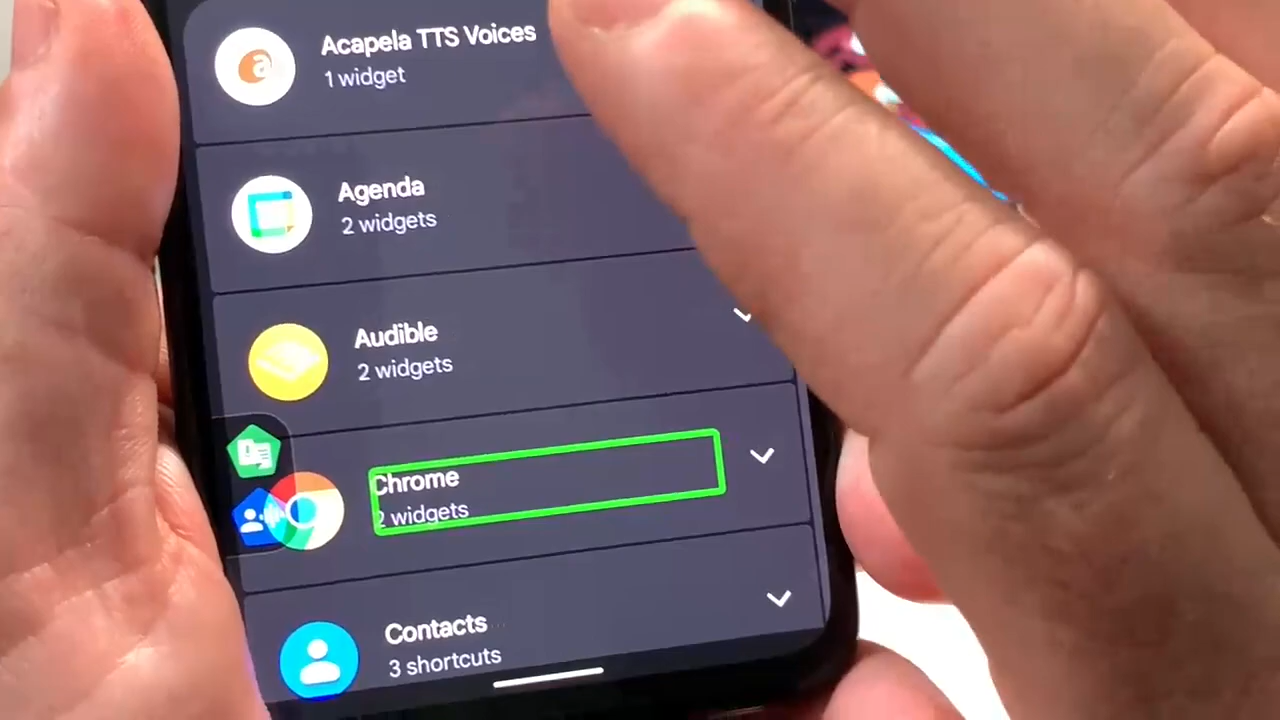 Acapela TTS Voices
1 widget
Agenda
2 widgets
Audible
2 widgets
Chrome
2 widgets
Contacts
3 shortcuts